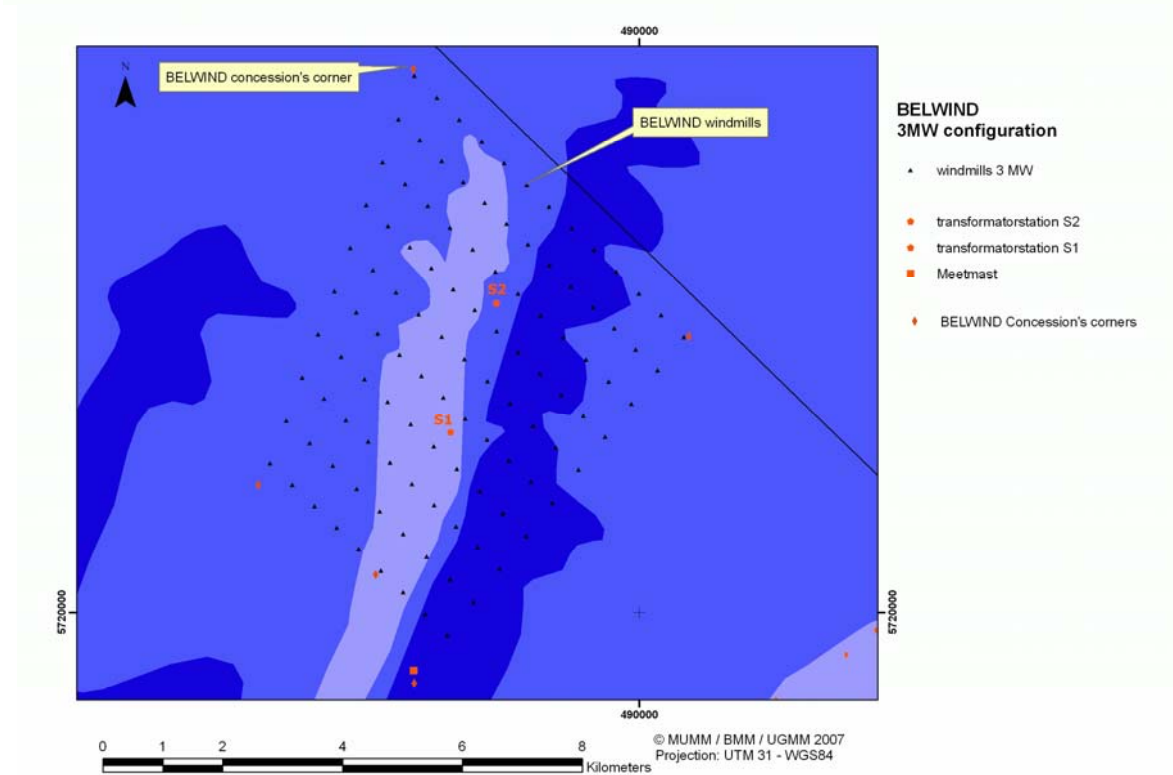 490000
N
BELWIND concession's corner
BELWIND windmills
BELWIND
3MW configuration
windmills 3 MW
transformatorstation S2
transformatorstation S1
Meetmast
BELWIND Concession's corners
S2
S1
5720000
5720000
490000
0 1 2 4 6 8
Kilometers
© MUMM / BMM / UGMM 2007
Projection: UTM 31 - WGS84